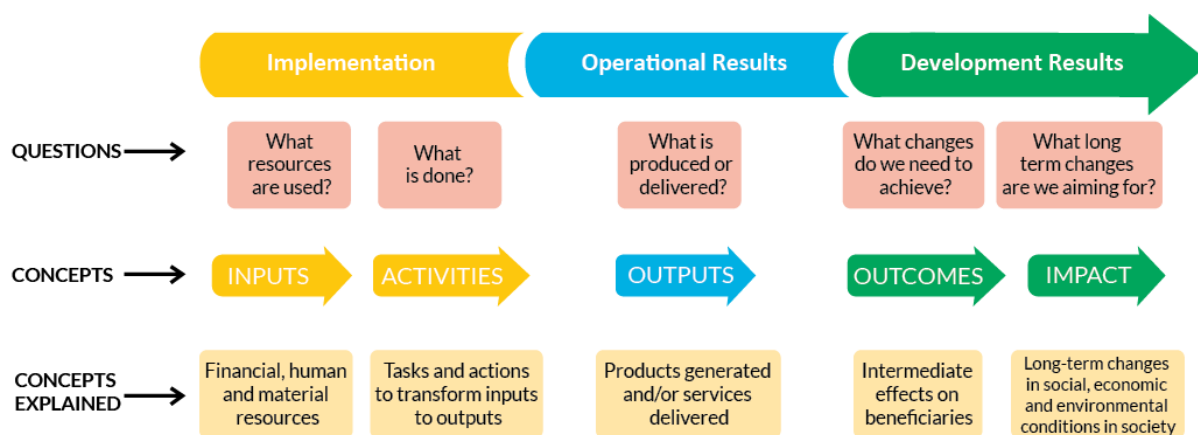 Implementation
Operational Results
Development Results
QUESTIONS
What
resources
are used?
What
is done?
What is
produced or
delivered?
What changes
do we need to
achieve?
What long
term changes
are we aiming for?
CONCEPTS
INPUTS
ACTIVITIES
OUTPUTS
OUTCOMES
IMPACT
CONCEPTS
EXPLAINED
Financial, human
and material
resources
Tasks and actions
to transform inputs
to outputs
Products generated
and/or services
delivered
Intermediate
effects on
beneficiaries
Long-term changes
in social, economic
and environmental
conditions in society